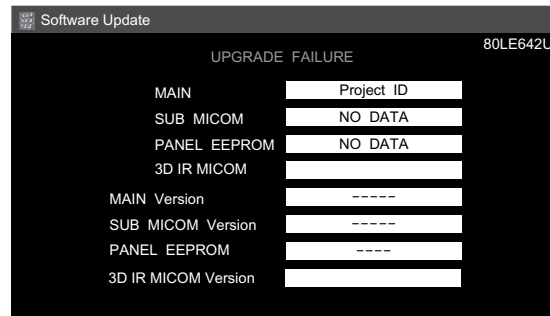 Software Update
80LE642U
UPGRADE FAILURE
MAIN Project ID
SUB MICOM NO DATA
PANEL EEPROM NO DATA
3D IR MICOM
MAIN Version -----
SUB MICOM Version -----
PANEL EEPROM ----
3D IR MICOM Version